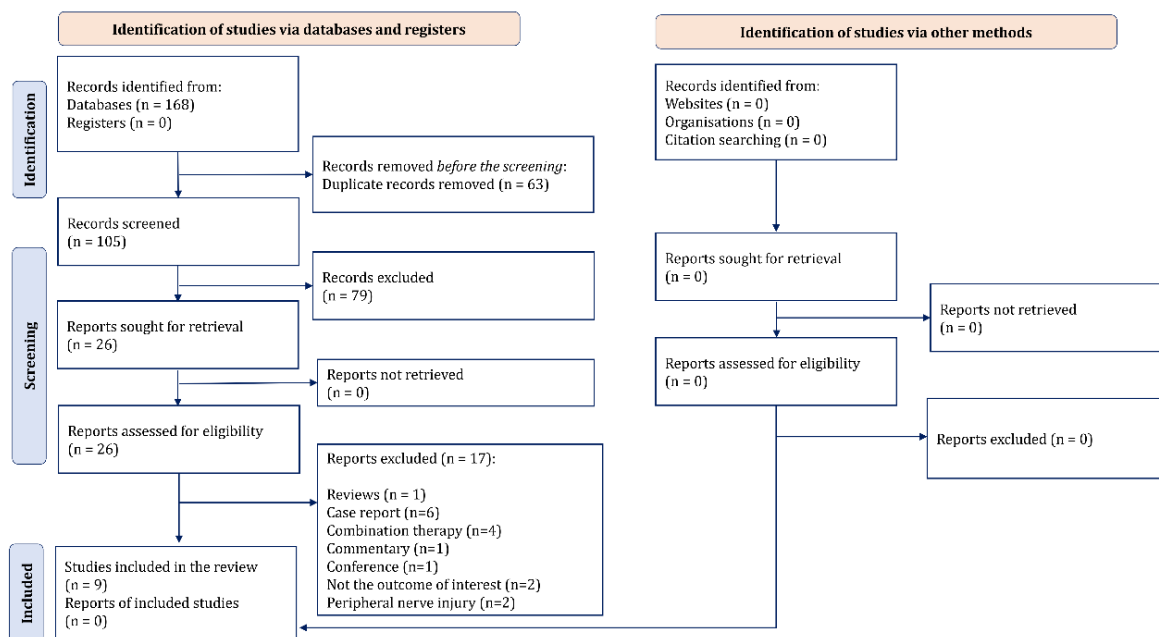 Identification of studies via databases and registers
Identification of studies via other methods
Identification
Records identified from:
Databases (n = 168)
Registers (n = 0)
Records removed before the screening:
Duplicate records removed (n = 63)
Records identified from:
Websites (n = 0)
Organisations (n = 0)
Citation searching (n = 0)
Screening
Records screened
(n = 105)
Records excluded
(n = 79)
Reports sought for retrieval
(n = 26)
Reports not retrieved
(n = 0)
Reports assessed for eligibility
(n = 26)
Reports excluded (n = 17):
Reviews (n = 1)
Case report (n=6)
Combination therapy (n=4)
Commentary (n=1)
Conference (n=1)
Not the outcome of interest (n=2)
Peripheral nerve injury (n=2)
Reports sought for retrieval
(n = 0)
Reports not retrieved
(n = 0)
Reports assessed for eligibility
(n = 0)
Reports excluded (n = 0)
Included
Studies included in the review
(n = 9)
Reports of included studies
(n = 0)